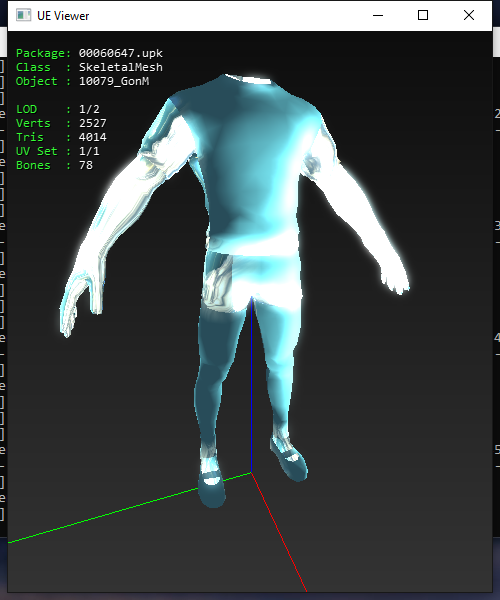 UE Viewer
Package: 00060647.upk
Class : SkeletalMesh
Object : 10079_GonM
LOD : 1/2
Verts : 2527
Tris : 4014
UV Set : 1/1
Bones : 78